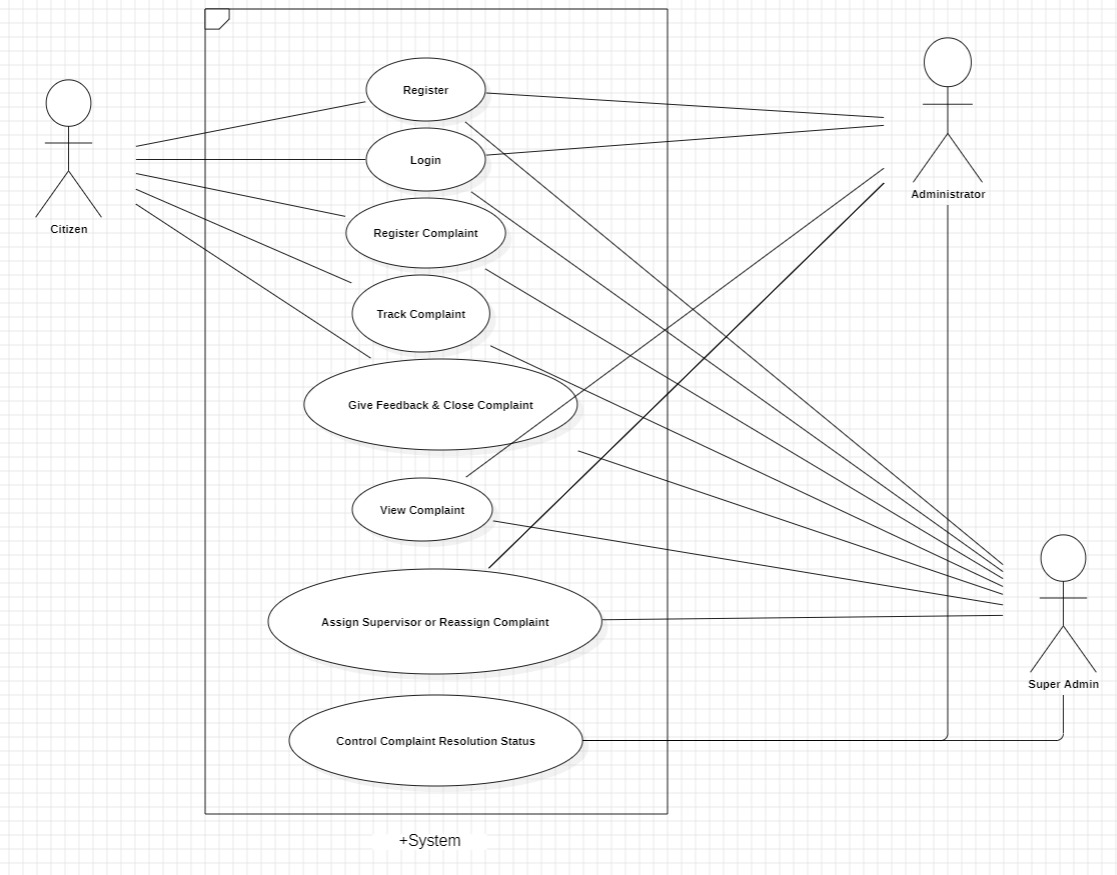 Register
Login
Citizen
Administrator
Register Complaint
Track Complaint
Give Feedback & Close Complaint
View Complaint
Assign Supervisor or Reassign Complaint
Super Admin
Control Complaint Resolution Status
+System